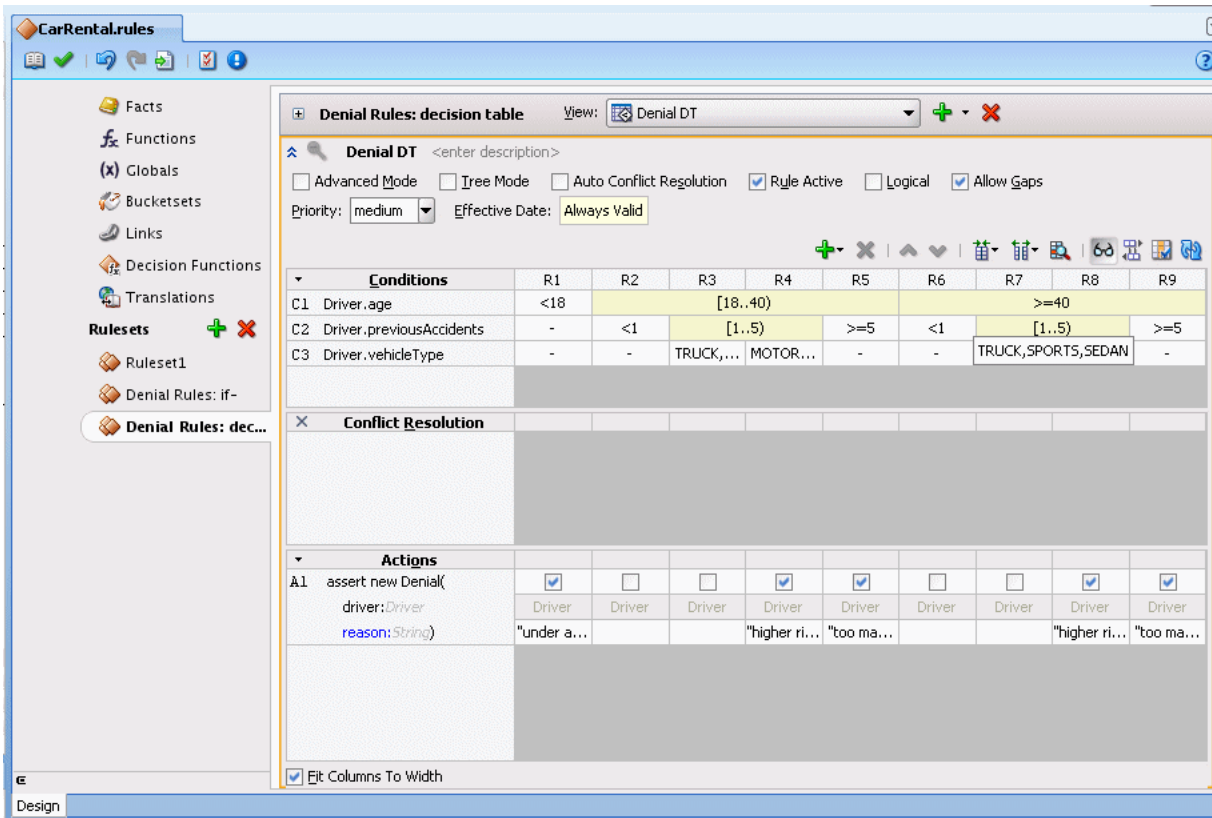 CarRental.rules
Facts
Functions
Globals
Bucketsets
Links
Decision Functions
Translations
Rulesets
Ruleset1
Denial Rules: if-
Denial Rules: dec...
Denial Rules: decision table View: Denial DT
Denial DT <enter description>
Advanced Mode Tree Mode Auto Conflict Resolution Rule Active Logical Allow Gaps
Priority: medium Effective Date: Always Valid
Conditions R1 R2 R3 R4 R5 R6 R7 R8 R9
C1 Driver.age <18 [18..40) >=40
C2 Driver.previousAccidents - <1 [1..5) >=5 <1 [1..5) >=5
C3 Driver.vehicleType - - TRUCK,... MOTOR... - - TRUCK,SPORTS,SEDAN -
Conflict Resolution
Actions
A1 assert new Denial(
driver:Driver Driver Driver Driver Driver Driver Driver Driver Driver Driver
reason:String) "under a... "higher ri... "too ma... "higher ri... "too ma...
Fit Columns To Width
Design